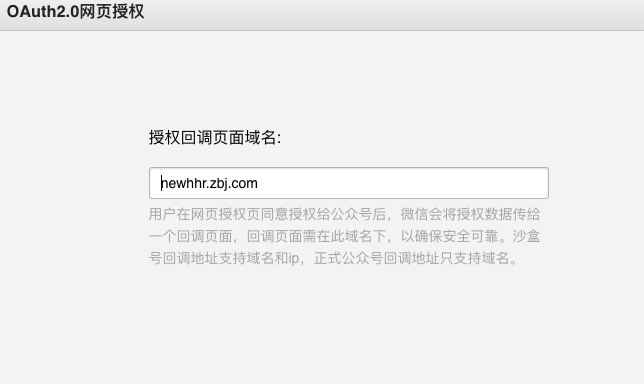 OAuth2.0网页授权
授权回调页面域名:
newhhr.zbj.com
用户在网页授权页同意授权给公众号后，微信会将授权数据传给
一个回调页面，回调页面需在此域名下，以确保安全可靠。沙盒
号回调地址支持域名和ip，正式公众号回调地址只支持域名。